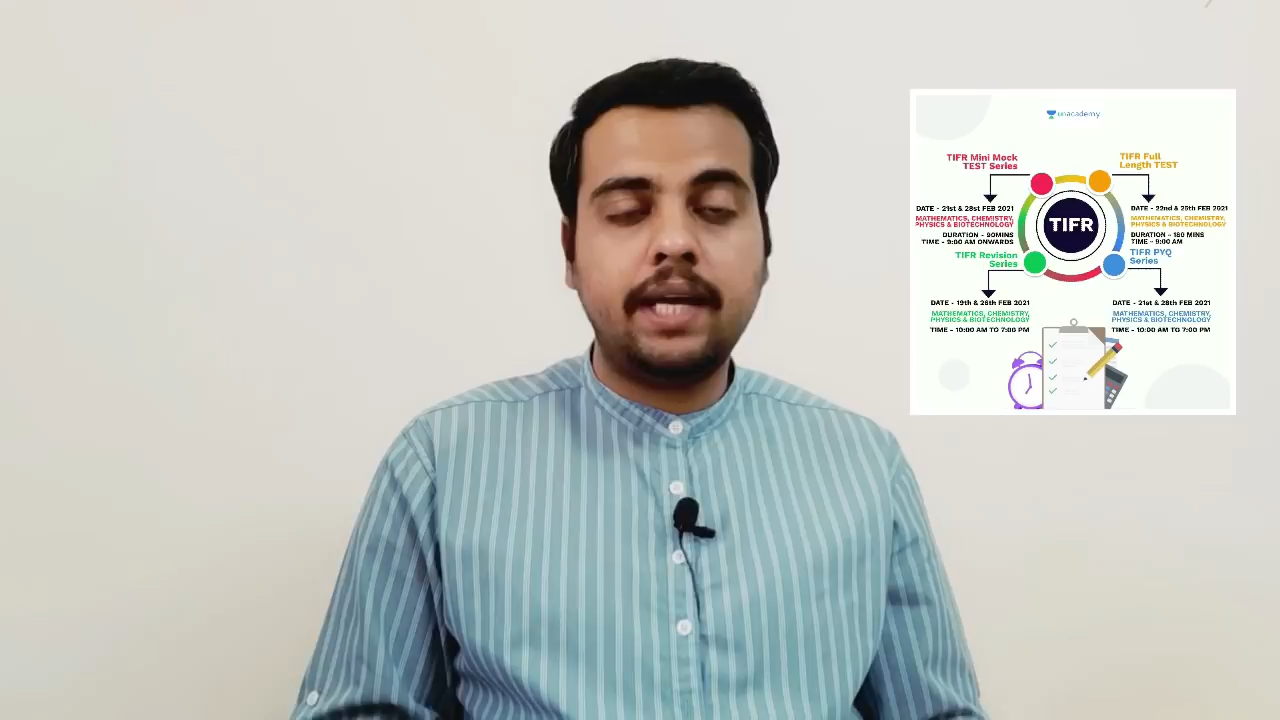 unacademy
TIFR Mini Mock
TEST Series
DATE - 21st & 28st FEB 2021
MATHEMATICS, CHEMISTRY,
PHYSICS & BIOTECHNOLOGY
DURATION - 90MINS
TIME - 9:00 AM ONWARDS
TIFR Full
Length TEST
DATE - 22nd & 25th FEB 2021
MATHEMATICS, CHEMISTRY,
PHYSICS & BIOTECHNOLOGY
DURATION - 180 MINS
TIME - 9:00 AM
TIFR
TIFR Revision
Series
DATE - 19th & 26th FEB 2021
MATHEMATICS, CHEMISTRY,
PHYSICS & BIOTECHNOLOGY
TIME - 10:00 AM TO 7:00 PM
TIFR PYQ
Series
DATE - 21st & 28th FEB 2021
MATHEMATICS, CHEMISTRY,
PHYSICS & BIOTECHNOLOGY
TIME - 10:00 AM TO 7:00 PM